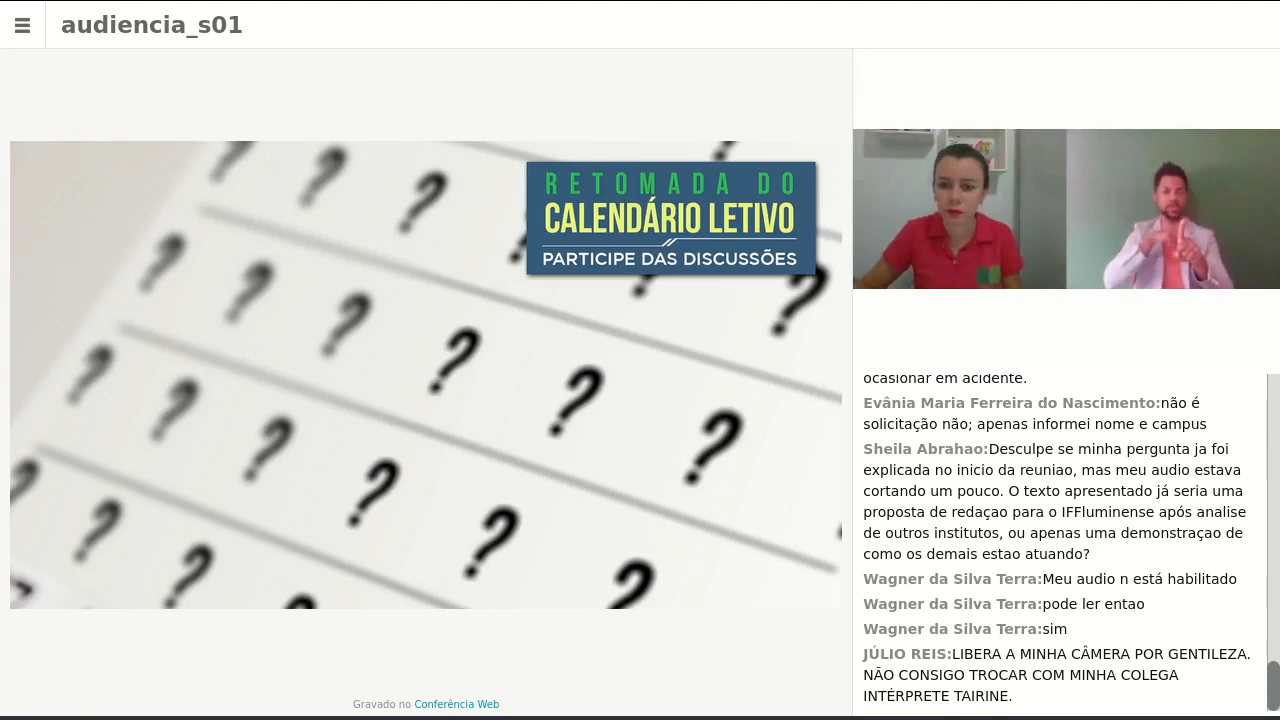 audiencia_s01
RETOMADA DO
CALENDÁRIO LETIVO
PARTICIPE DAS DISCUSSÕES
? ? ? ?
? ? ? ? ? ?
? ? ? ? ?
? ? ? ?
ocasionar em acidente.
Evânia Maria Ferreira do Nascimento:não é
solicitação não; apenas informei nome e campus
Sheila Abrahao:Desculpe se minha pergunta ja foi
explicada no inicio da reuniao, mas meu audio estava
cortando um pouco. O texto apresentado já seria uma
proposta de redaçao para o IFFluminense após analise
de outros institutos, ou apenas uma demonstraçao de
como os demais estao atuando?
Wagner da Silva Terra:Meu audio n está habilitado
Wagner da Silva Terra:pode ler entao
Wagner da Silva Terra:sim
JÚLIO REIS:LIBERA A MINHA CÂMERA POR GENTILEZA.
NÃO CONSIGO TROCAR COM MINHA COLEGA
INTÉRPRETE TAIRINE.
Gravado no Conferência Web